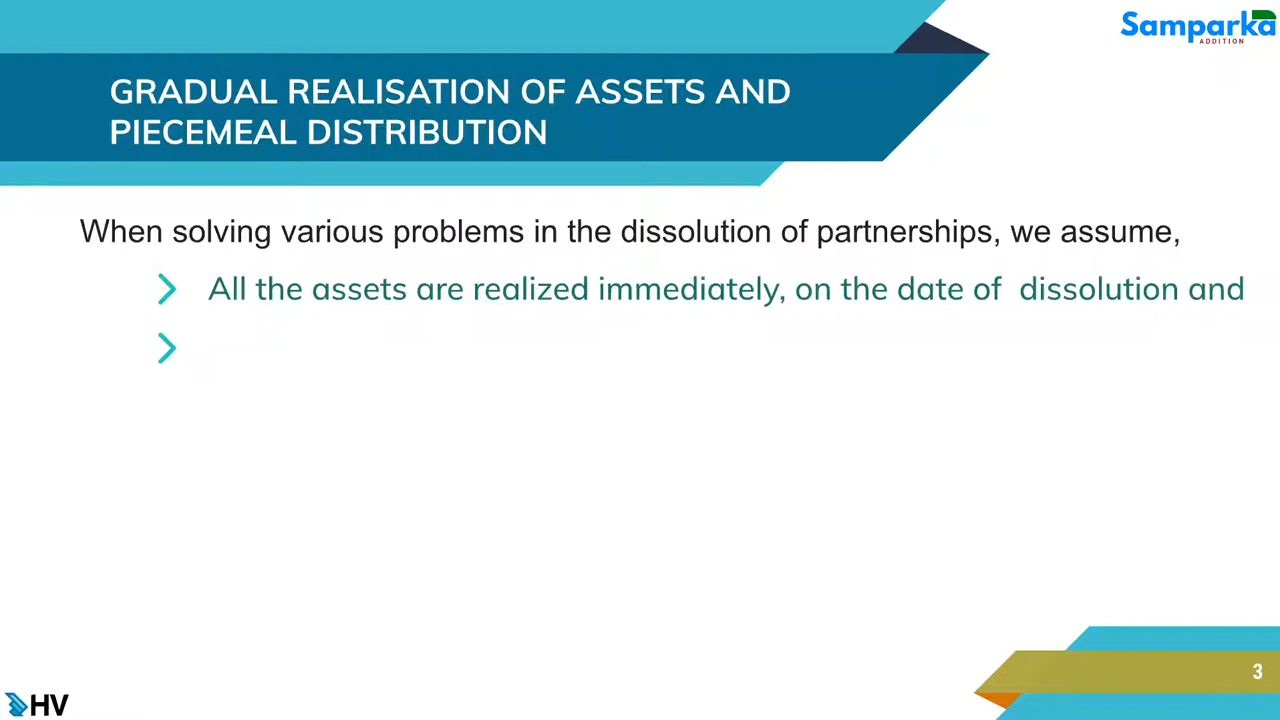 Samparka
ADDITION
GRADUAL REALISATION OF ASSETS AND
PIECEMEAL DISTRIBUTION
When solving various problems in the dissolution of partnerships, we assume,
All the assets are realized immediately, on the date of dissolution and
3
HV